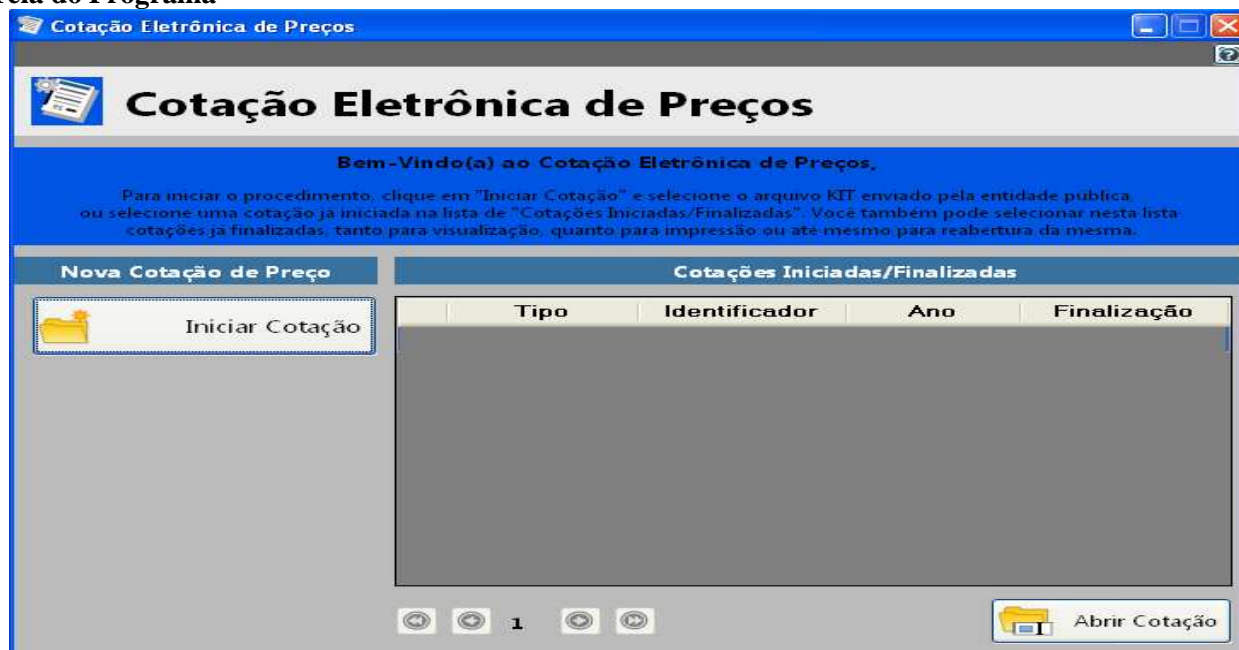 do Programa
Cotação Eletrônica de Preços
Cotação Eletrônica de Preços
Bem-Vindo(a) ao Cotação Eletrônica de Preços,
Para iniciar o procedimento, clique em "Iniciar Cotação" e selecione o arquivo KIT enviado pela entidade pública
ou selecione uma cotação já iniciada na lista de "Cotações Iniciadas/Finalizadas". Você também pode selecionar nesta lista
cotações já finalizadas, tanto para visualização, quanto para impressão ou até mesmo para reabertura da mesma.
Nova Cotação de Preço
Cotações Iniciadas/Finalizadas
Iniciar Cotação
Tipo Identificador Ano Finalização
1
Abrir Cotação